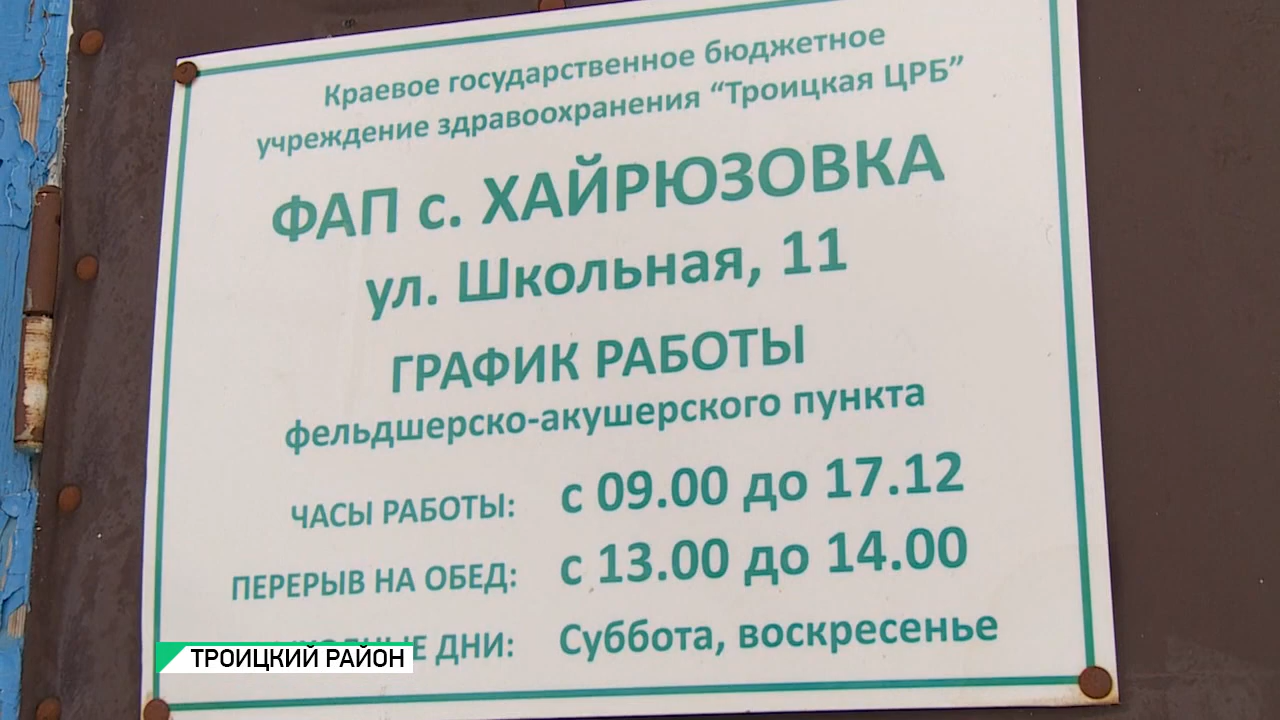 Краевое государственное бюджетное
учреждение здравоохранения “Троицкая ЦРБ”
ФАП с. ХАЙРЮЗОВКА
ул. Школьная, 11
ГРАФИК РАБОТЫ
фельдшерско-акушерского пункта
ЧАСЫ РАБОТЫ: с 09.00 до 17.12
ПЕРЕРЫВ НА ОБЕД: с 13.00 до 14.00
ДНИ: Суббота, воскресенье
ТРОИЦКИЙ РАЙОН